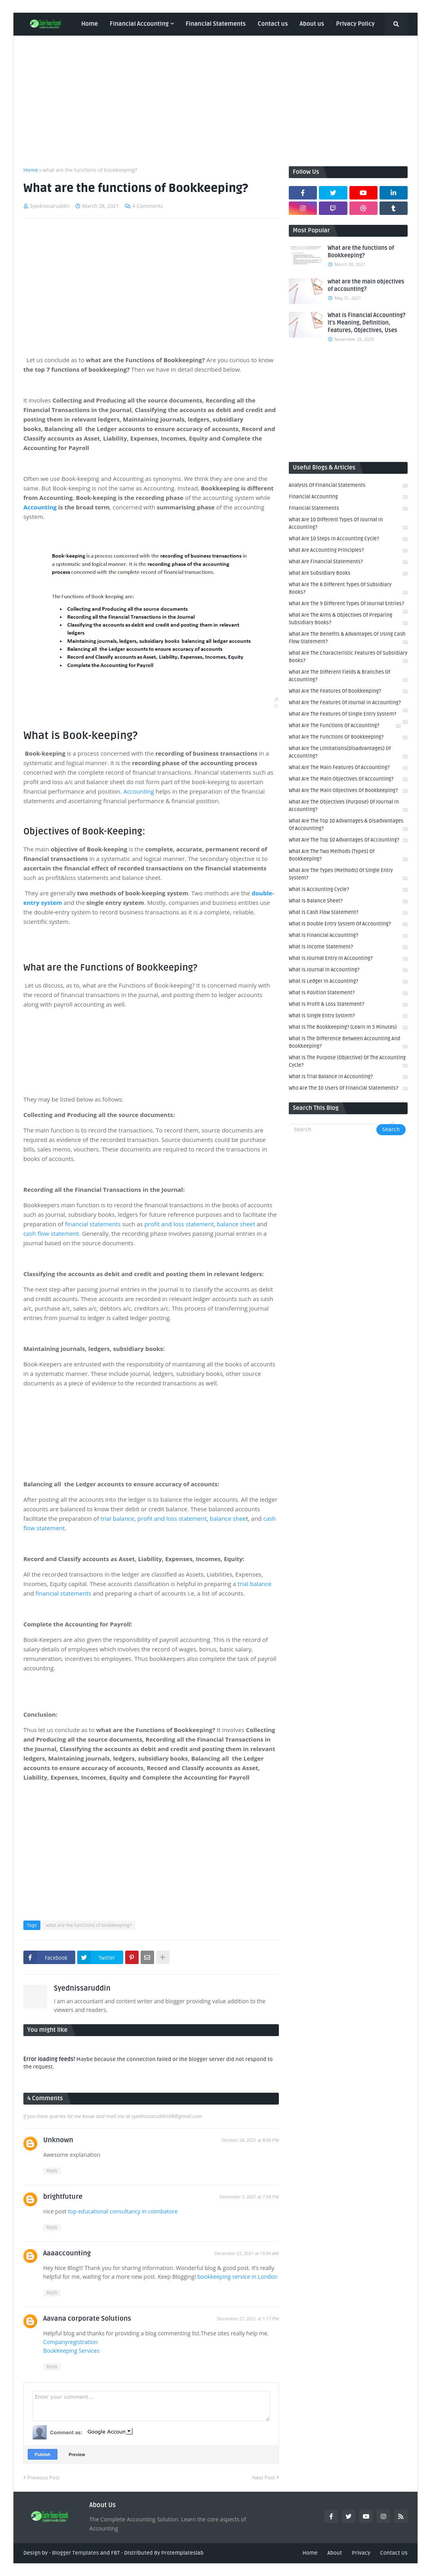 Home
Financial Accounting
Financial Statements
Contact us
About us
Privacy Policy
Home › what are the functions of bookkeeping?
What are the functions of Bookkeeping?
Syednissaruddin March 28, 2021 4 Comments
Let us conclude as to what are the Functions of Bookkeeping? Are you curious to know
the top 7 functions of bookkeeping? Then we have in detail described below.
It involves Collecting and Producing all the source documents, Recording all the
Financial Transactions in the Journal, Classifying the accounts as debit and credit and
posting them in relevant ledgers, Maintaining journals, ledgers, subsidiary
books, Balancing all the Ledger accounts to ensure accuracy of accounts, Record and
Classify accounts as Asset, Liability, Expenses, Incomes, Equity and Complete the
Accounting for Payroll
Often we use Book-keeping and Accounting as synonyms. We think they are the same and
the same. But Book-keeping is not the same as Accounting. Instead, Bookkeeping is different
from Accounting. Book-keeping is the recording phase of the accounting system while
Accounting is the broad term, concerned with summarising phase of the accounting
system.
Book-keeping is a process concerned with the recording of business transactions in
a systematic and logical manner. It is the recording phase of the accounting
process concerned with the complete record of financial transactions.
The Functions of Book-keeping are:
• Collecting and Producing all the source documents
• Recording all the Financial Transactions in the Journal
• Classifying the accounts as debit and credit and posting them in relevant
ledgers
• Maintaining journals, ledgers, subsidiary books balancing all ledger accounts
• Balancing all the Ledger accounts to ensure accuracy of accounts
• Record and Classify accounts as Asset, Liability, Expenses, Incomes, Equity
• Complete the Accounting for Payroll
What is Book-keeping?
Book-keeping is a process concerned with the recording of business transactions in a
systematic and logical manner. It is the recording phase of the accounting process
concerned with the complete record of financial transactions. Financial statements such as
profit and loss account and balance sheet do not form a part of book-keeping. It is also
important to note that book-keeping helps in the preparation of financial
statements and ascertaining financial performance & financial position.
It is also differentiated from accounting. Accounting helps in the preparation of financial
Objectives of Book-Keeping:
The main objective of Book-keeping is to have complete, accurate, permanent record of
financial transactions in a systematic and logical manner. The secondary objective is to
ascertain the financial effect of recorded transactions on the financial statements
such as profit&loss statements and balance sheet.
They are generally two methods of book-keeping system. Two methods are the double-
entry system and the single entry system. Double-entry system records the two aspects of
business transactions. Single-entry system is an incomplete, reliable,
scientific system.
What are the Functions of Bookkeeping?
Let us discuss, what are the Functions of Book-keeping? It is concerned with documents,
recording financial transactions in the journal, and posting them into the ledger accounts
along with payroll accounting as well.
They may be listed below as follows:
Collecting and Producing all the source documents:
The main function is to record the transactions. To record them, documents must be
collected or produced. Source documents could be purchase
bills, sales memo, vouchers etc. These are required to record the transactions of
accounts.
Recording all the Financial Transactions in the Journal:
Bookkeepers main function is to record the transactions in the books of accounts
such as journal, subsidiary books, ledgers for future reference purposes and to facilitate
the preparation of financial statements such as profit and loss statement, balance sheet and
cash flow statement. Generally, the recording phase involves passing journal entries in a
journal based on the source documents.
Classifying the accounts as debit and credit and posting them in relevant ledgers:
The next step after passing journal entries in the journal is to classify the accounts as debit
and credit. These accounts are recorded in relevant ledger accounts such as cash
a/c, purchase a/c, sales a/c, debtors a/c, creditors a/c. This process of transferring journal
entries from journal to ledger is called ledger posting.
Maintaining journals, ledgers, subsidiary books:
Book-Keepers are entrusted with the responsibility of maintaining all the books of accounts
in a systematic manner. These include journal, ledgers, subsidiary books, other source
documents as a piece of evidence to the recorded transactions as well.
Balancing all the Ledger accounts to ensure accuracy of accounts:
After posting all the accounts into the ledger is to balance the ledger accounts. All the ledger
accounts are balanced to know their debit or credit balance. These balanced accounts
facilitate the preparation of trial balance, profit and loss statement, balance sheet, and cash
flow statement.
Record and Classify accounts as Asset, Liability, Expenses, Incomes, Equity:
All the recorded transactions in the ledger are classified as Assets, Liabilities, Expenses,
Incomes, Equity capital. These accounts classification is helpful in preparing a trial balance
and financial statements and preparing a chart of accounts i.e, a list of accounts.
Complete the Accounting for Payroll:
Book-Keepers are also given the responsibility of payroll accounting. This is the record of
salary of employees which involves the record of wages, bonus, basic salary,
remuneration, incentives to employees. Thus bookkeepers also complete the task of payroll
accounting.
Conclusion:
Thus let us conclude as to what are the Functions of Bookkeeping? It involves Collecting
and Producing all the source documents, Recording all the Financial Transactions in
the Journal, Classifying the accounts as debit and credit and posting them in relevant
ledgers, Maintaining journals, ledgers, subsidiary books, Balancing all the Ledger
accounts to ensure accuracy of accounts, Record and Classify accounts as Asset,
Liability, Expenses, Incomes, Equity and Complete the Accounting for Payroll
Tags what are the functions of bookkeeping?
Facebook Twitter
Syednissaruddin
I am an accountant and content writer and blogger providing value addition to the
viewers and readers.
You might like
Error loading feeds! Maybe because the connection failed or the blogger server did not respond to
the request.
4 Comments
Unknown
October 28, 2021 at 8:00 PM
Awesome explanation
Reply
brightfuture
December 9, 2021 at 7:58 PM
nice post top educational consultancy in coimbatore
Reply
Aaaaccounting
December 22, 2021 at 10:04 AM
Hey Nice Blog!!! Thank you for sharing information. Wonderful blog & good post. It's really
helpful for me, waiting for a more new post. Keep Blogging! bookkeeping service in London
Reply
Aavana corporate Solutions
December 27, 2021 at 1:17 PM
Helpful blog and thanks for providing a blog commenting list.These sites really help me.
Companyregistration
Bookkeeping Services
Reply
Enter your comment...
Comment as: Google Accoun
Publish Preview
Previous Post
Next Post
Follow Us
Most Popular
What are the functions of
Bookkeeping?
March 28, 2021
what are the main objectives
of accounting?
May 31, 2021
What is Financial Accounting?
It's Meaning, Definition,
Features, Objectives, Uses
November 25, 2020
Useful Blogs & Articles
Analysis Of Financial Statements
Financial Accounting
Financial Statements
What Are 10 Different Types Of Journal In
Accounting?
What Are 10 Steps In Accounting Cycle?
What Are Accounting Principles?
What Are Financial Statements?
What Are Subsidiary Books
What Are The 8 Different Types Of Subsidiary
Books?
What Are The 9 Different Types Of Journal Entries?
What Are The Aims & Objectives Of Preparing
Subsidiary Books?
What Are The Benefits & Advantages Of Using Cash
Flow Statement?
What Are The Characteristic Features Of Subsidiary
Books?
What Are The Different Fields & Branches Of
Accounting?
What Are The Features Of Bookkeeping?
What Are The Features Of Journal In Accounting?
What Are The Features Of Single Entry System?
What Are The Functions Of Accounting?
What Are The Functions Of Bookkeeping?
What Are The Limitations(Disadvantages) Of
Accounting?
What Are The Main Features Of Accounting?
What Are The Main Objectives Of Accounting?
What Are The Main Objectives Of Bookkeeping?
What Are The Objectives (Purpose) Of Journal In
Accounting?
What Are The Top 10 Advantages & Disadvantages
Of Accounting?
What Are The Top 10 Advantages Of Accounting?
What Are The Two Methods (Types) Of
Bookkeeping?
What Are The Types (Methods) Of Single Entry
System?
What Is Accounting Cycle?
What Is Balance Sheet?
What Is Cash Flow Statement?
What Is Double Entry System Of Accounting?
What Is Financial Accounting?
What Is Income Statement?
What Is Journal Entry In Accounting?
What Is Journal In Accounting?
What Is Ledger In Accounting?
What Is Position Statement?
What Is Profit & Loss Statement?
What Is Single Entry System?
What Is The Bookkeeping? (Learn In 5 Minutes)
What Is The Difference Between Accounting And
Bookkeeping?
What Is The Purpose (Objective) Of The Accounting
Cycle?
What Is Trial Balance In Accounting?
Who Are The 10 Users Of Financial Statements?
Search This Blog
Search Search
About Us
The Complete Accounting Solution. Learn the core aspects of
Accounting
Design by - Blogger Templates and FBT - Distributed By Protemplateslab
Home About Privacy Contact Us